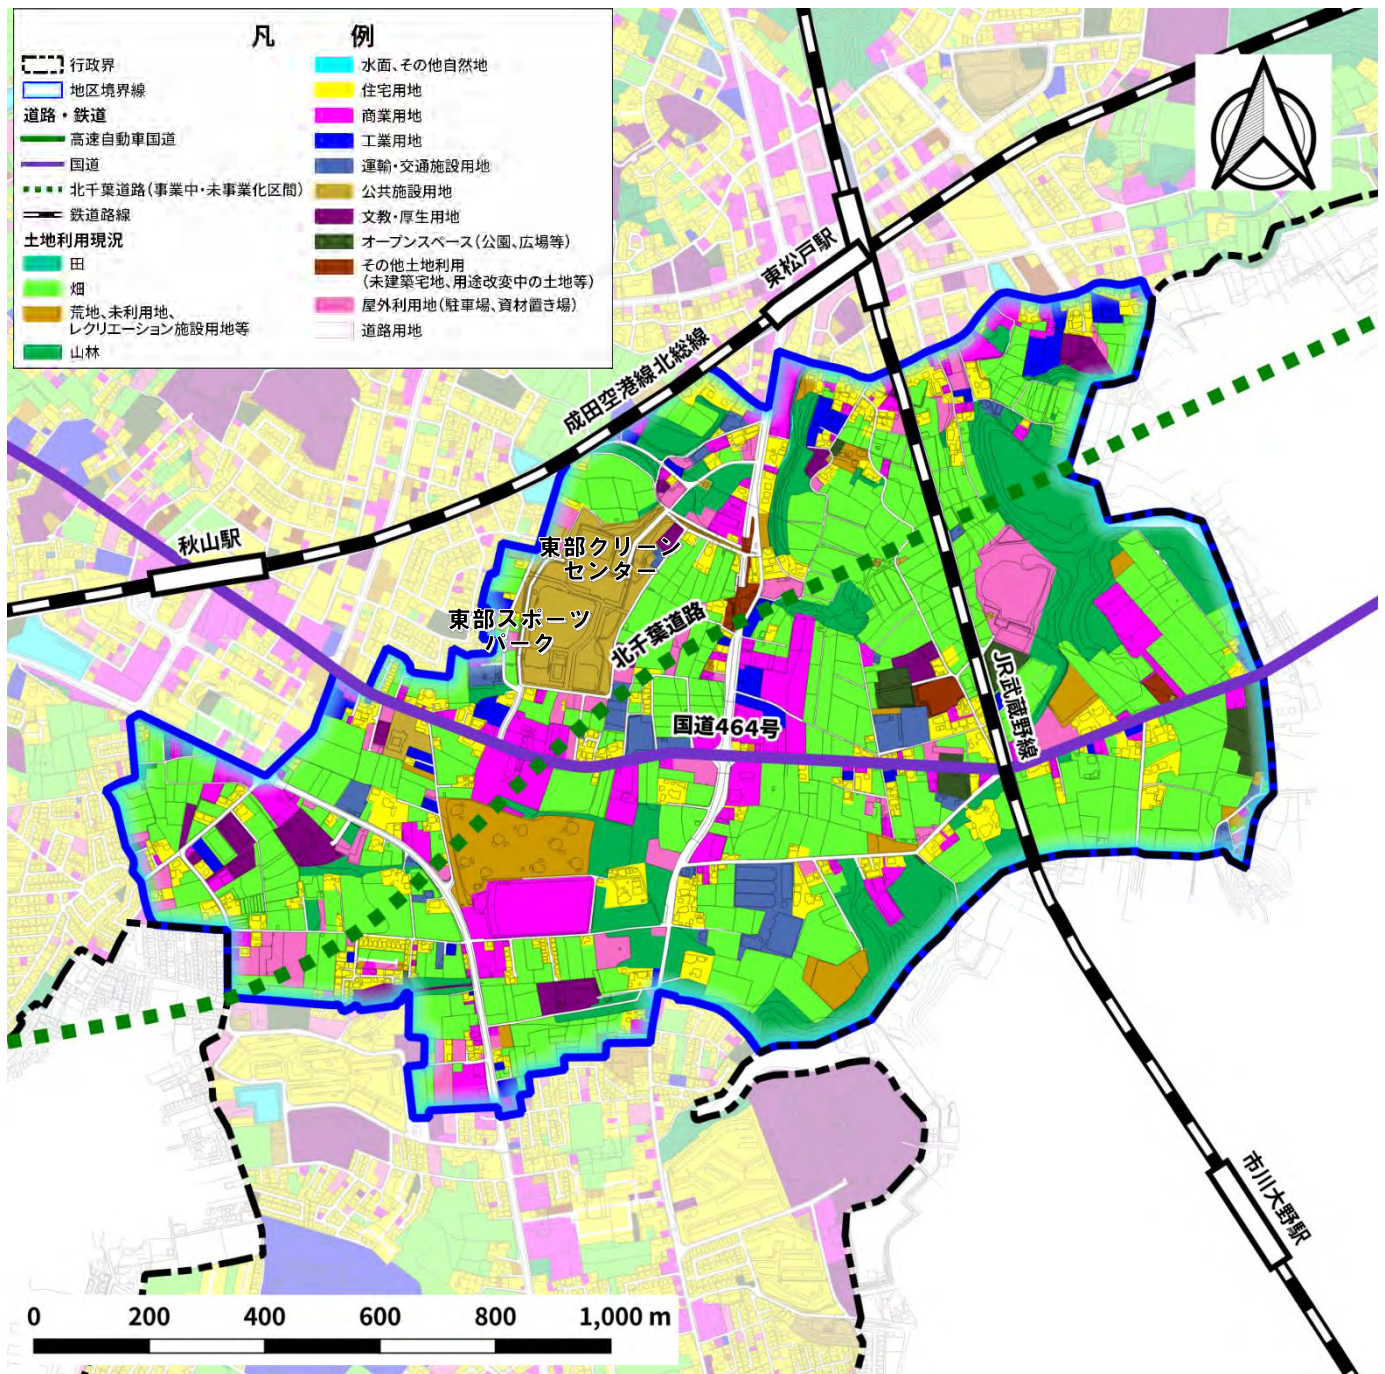 凡 例
行政界
地区境界線
道路・鉄道
高速自動車国道
国道
北千葉道路(事業中・未事業化区間)
鉄道路線
土地利用現況
田
畑
荒地、未利用地、
レクリエーション施設用地等
山林
水面、その他自然地
住宅用地
商業用地
工業用地
運輸・交通施設用地
公共施設用地
文教・厚生用地
オープンスペース(公園、広場等)
その他土地利用
(未建築宅地、用途改変中の土地等)
屋外利用地(駐車場、資材置き場)
道路用地
東松戸駅
成田空港線北総線
秋山駅
東部クリーン
センター
東部スポーツ
パーク
北千葉道路
国道464号
JR武蔵野線
市川大野駅
0 200 400 600 800 1,000 m